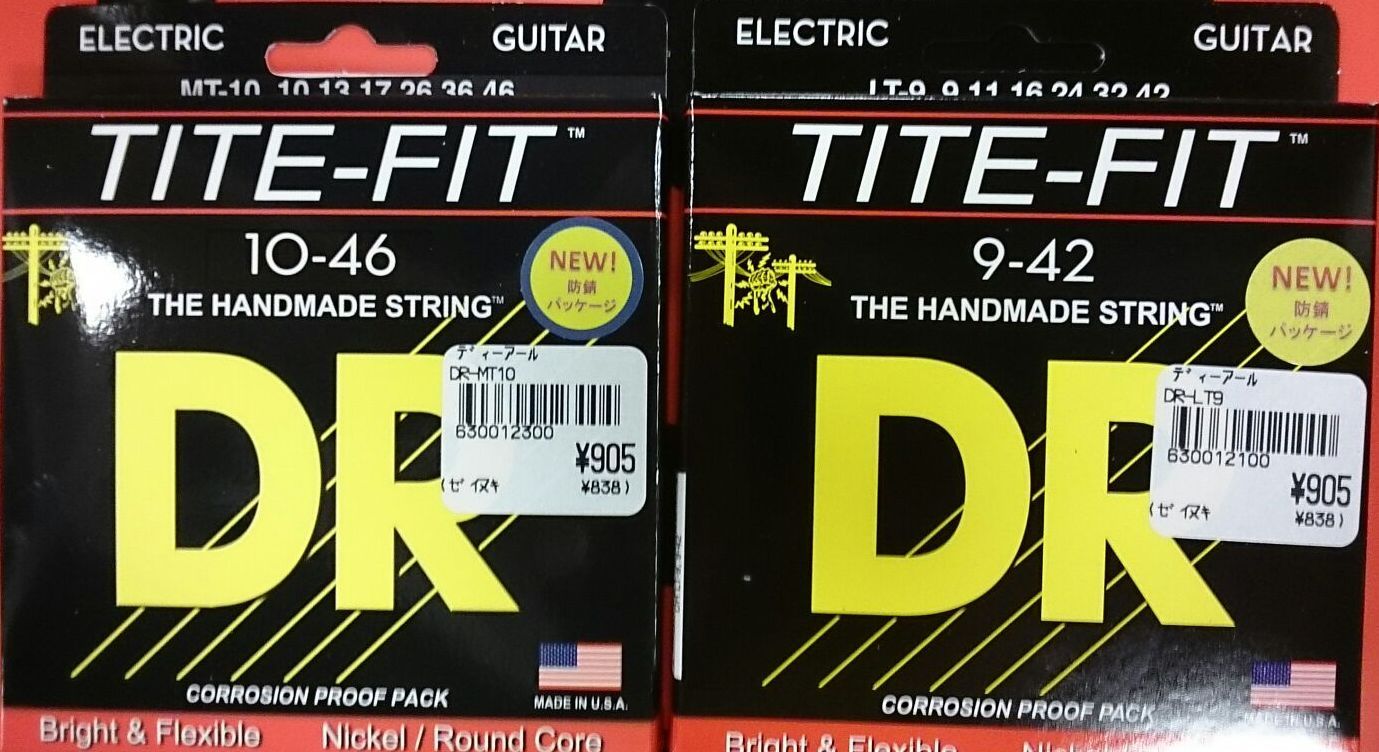 ELECTRIC GUITAR
MT-10 10 13 17 26 36 46
TITE-FIT™
10-46
NEW!
防錆
パッケージ
THE HANDMADE STRING™
DR
ディーアール
DR-MT10
630012300
¥905
(ゼイヌキ ¥838)
CORROSION PROOF PACK
MADE IN U.S.A.
Bright & Flexible Nickel / Round Core
ELECTRIC GUITAR
LT-9 9 11 16 24 32 42
TITE-FIT™
9-42
NEW!
防錆
パッケージ
THE HANDMADE STRING™
DR
ディーアール
DR-LT9
630012100
¥905
(ゼイヌキ ¥838)
CORROSION PROOF PACK
MADE IN U.S.A.
Bright & Flexible